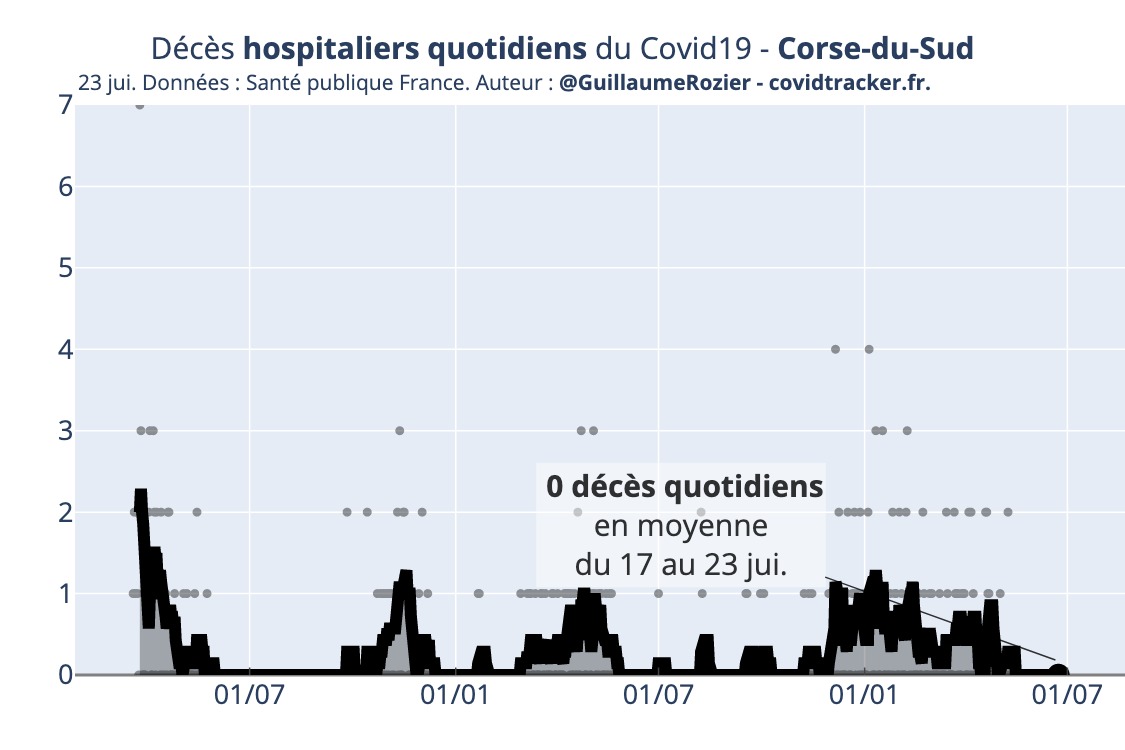 Décès hospitaliers quotidiens du Covid19 - Corse-du-Sud
23 jui. Données : Santé publique France. Auteur : @GuillaumeRozier - covidtracker.fr.
7
6
5
4
3
2
1
0
0 décès quotidiens
en moyenne
du 17 au 23 jui.
01/07
01/01
01/07
01/01
01/07